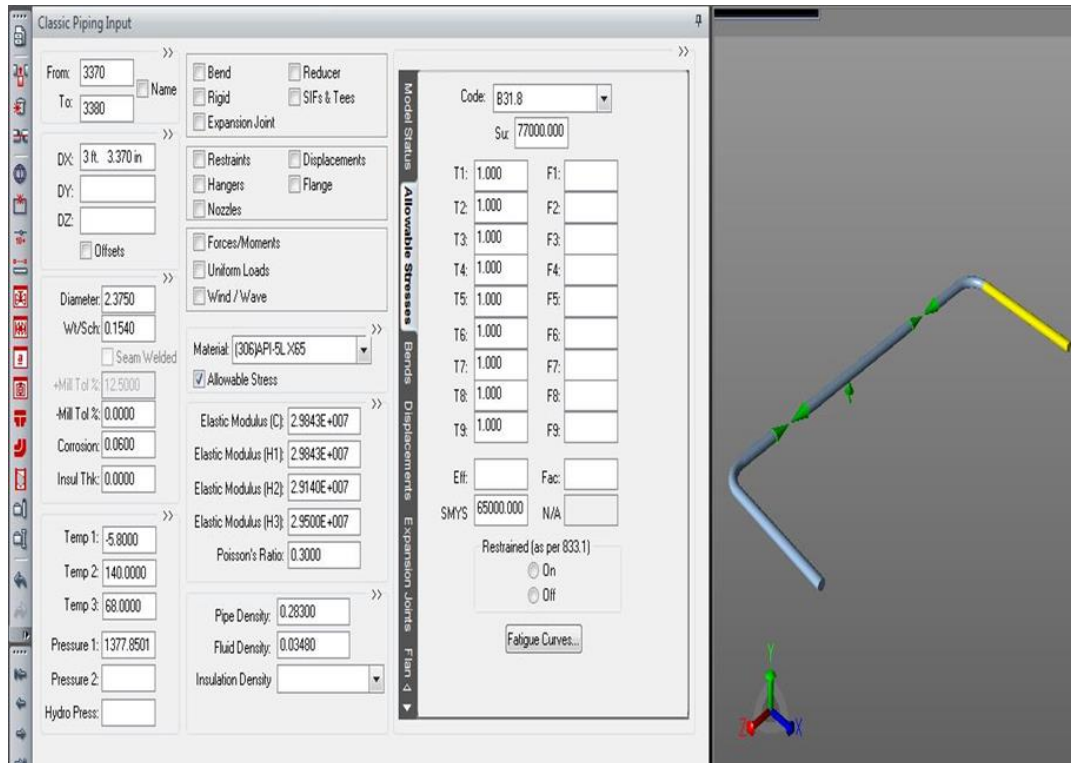 Classic Piping Input
From: 3370
Name
To: 3380
DX: 3 ft. 3.370 in
DY:
DZ:
Offsets
Diameter: 2.3750
Wt/Sch: 0.1540
Seam Welded
+Mill Tol %: 12.5000
-Mill Tol %: 0.0000
Corrosion: 0.0600
Insul Thk: 0.0000
Temp 1: -5.8000
Temp 2: 140.0000
Temp 3: 68.0000
Pressure 1: 1377.8501
Pressure 2:
Hydro Press:
Bend Reducer
Rigid SIFs & Tees
Expansion Joint
Restraints Displacements
Hangers Flange
Nozzles
Forces/Moments
Uniform Loads
Wind / Wave
Material: (306)API-5L X65
Allowable Stress
Elastic Modulus (C): 2.9843E+007
Elastic Modulus (H1): 2.9843E+007
Elastic Modulus (H2): 2.9140E+007
Elastic Modulus (H3): 2.9500E+007
Poisson's Ratio: 0.3000
Pipe Density: 0.28300
Fluid Density: 0.03480
Insulation Density
Model Status
Allowable Stresses
Bends
Displacements
Expansion Joints
Flan
Code: B31.8
Su: 77000.000
T1: 1.000 F1:
T2: 1.000 F2:
T3: 1.000 F3:
T4: 1.000 F4:
T5: 1.000 F5:
T6: 1.000 F6:
T7: 1.000 F7:
T8: 1.000 F8:
T9: 1.000 F9:
Eff: Fac:
SMYS 65000.000 N/A
Restrained (as per 833.1)
On
Off
Fatigue Curves...
Y
Z X